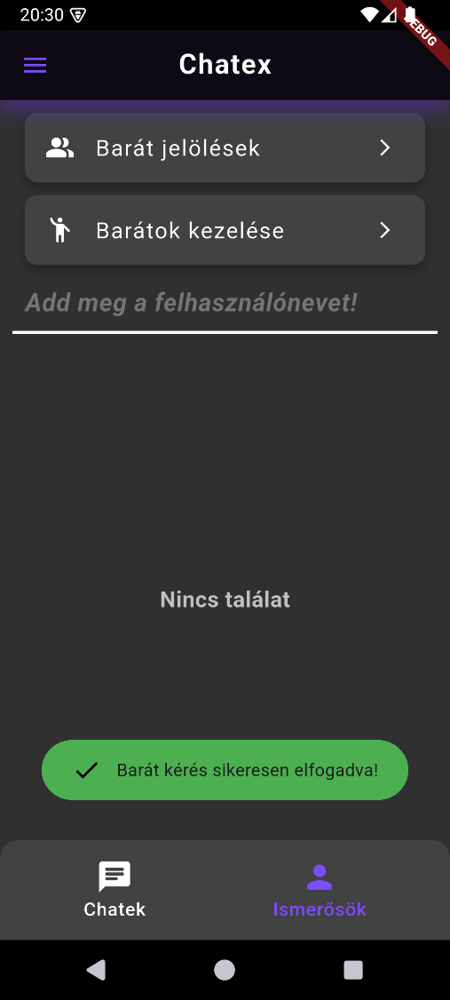 20:30
DEBUG
Chatex
Barát jelölések
Barátok kezelése
Add meg a felhasználónevet!
Nincs találat
Barát kérés sikeresen elfogadva!
Chatek
Ismerősök